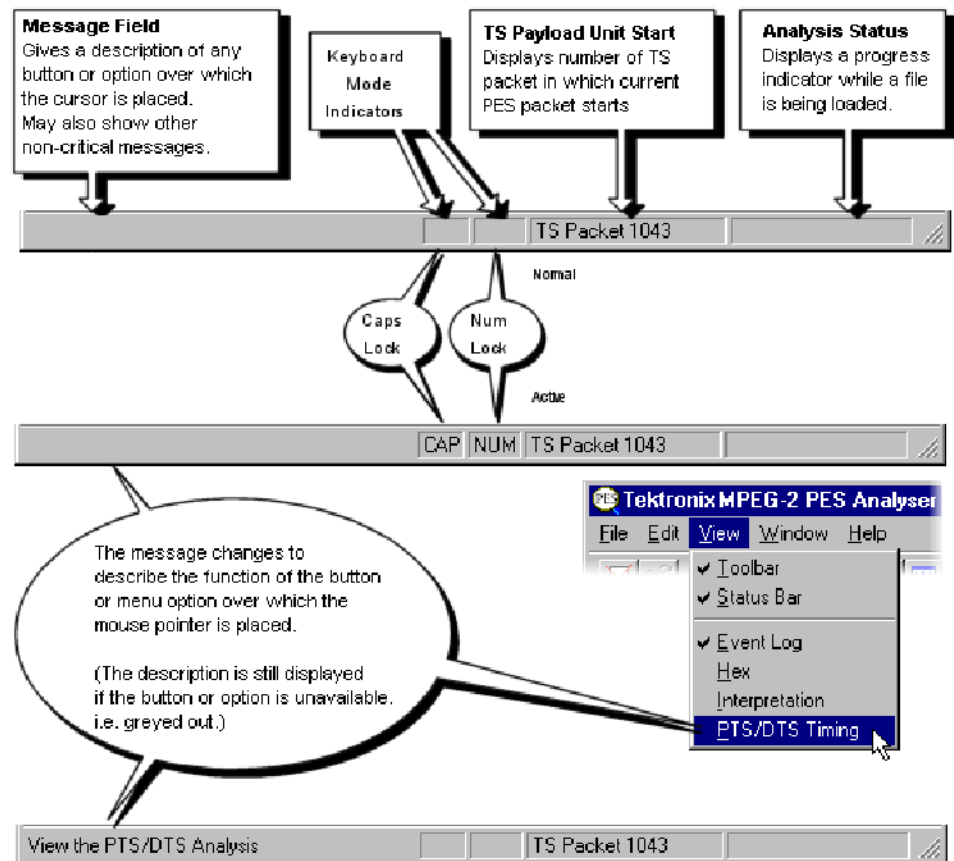 Message Field
Gives a description of any
button or option over which
the cursor is placed.
May also show other
non-critical messages.
Keyboard
Mode
Indicators
TS Payload Unit Start
Displays number of TS
packet in which current
PES packet starts
Analysis Status
Displays a progress
indicator while a file
is being loaded.
TS Packet 1043
Normal
Caps
Lock
Num
Lock
Active
CAP NUM TS Packet 1043
The message changes to
describe the function of the button
or menu option over which the
mouse pointer is placed.
(The description is still displayed
if the button or option is unavailable.
i.e. greyed out.)
PES Tektronix MPEG-2 PES Analyser
File Edit View Window Help
Toolbar
Status Bar
Event Log
Hex
Interpretation
PTS/DTS Timing
View the PTS/DTS Analysis TS Packet 1043